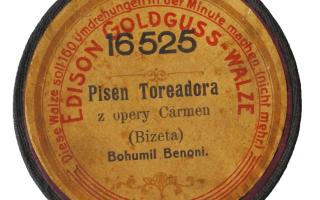 Diese Walze soll 160 Umdrehungen in der Minute machen, (nicht mehr)
EDISON GOLDGUSS-WALZE
16525
Pisen Toreadora
z opery Carmen
(Bizeta)
Bohumil Benoni.